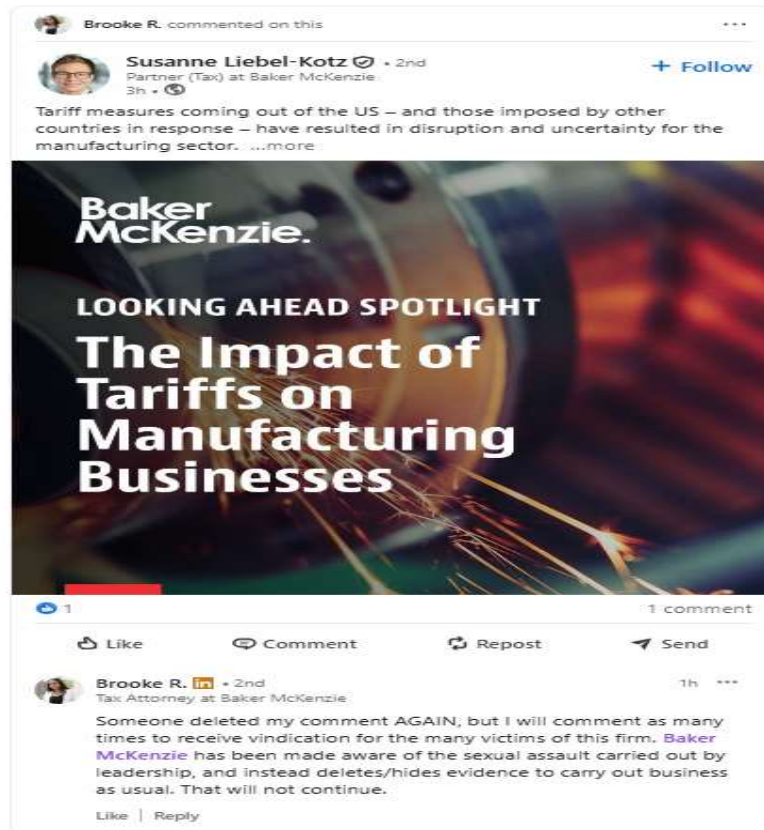 Brooke R. commented on this
...
Susanne Liebel-Kotz • 2nd
Partner (Tax) at Baker McKenzie
3h •
+ Follow
Tariff measures coming out of the US – and those imposed by other
countries in response – have resulted in disruption and uncertainty for the
manufacturing sector. ...more
Baker
McKenzie.
LOOKING AHEAD SPOTLIGHT
The Impact of
Tariffs on
Manufacturing
Businesses
1
1 comment
Like
Comment
Repost
Send
Brooke R. in • 2nd
1h ...
Tax Attorney at Baker McKenzie
Someone deleted my comment AGAIN, but I will comment as many
times to receive vindication for the many victims of this firm. Baker
McKenzie has been made aware of the sexual assault carried out by
leadership, and instead deletes/hides evidence to carry out business
as usual. That will not continue.
Like | Reply